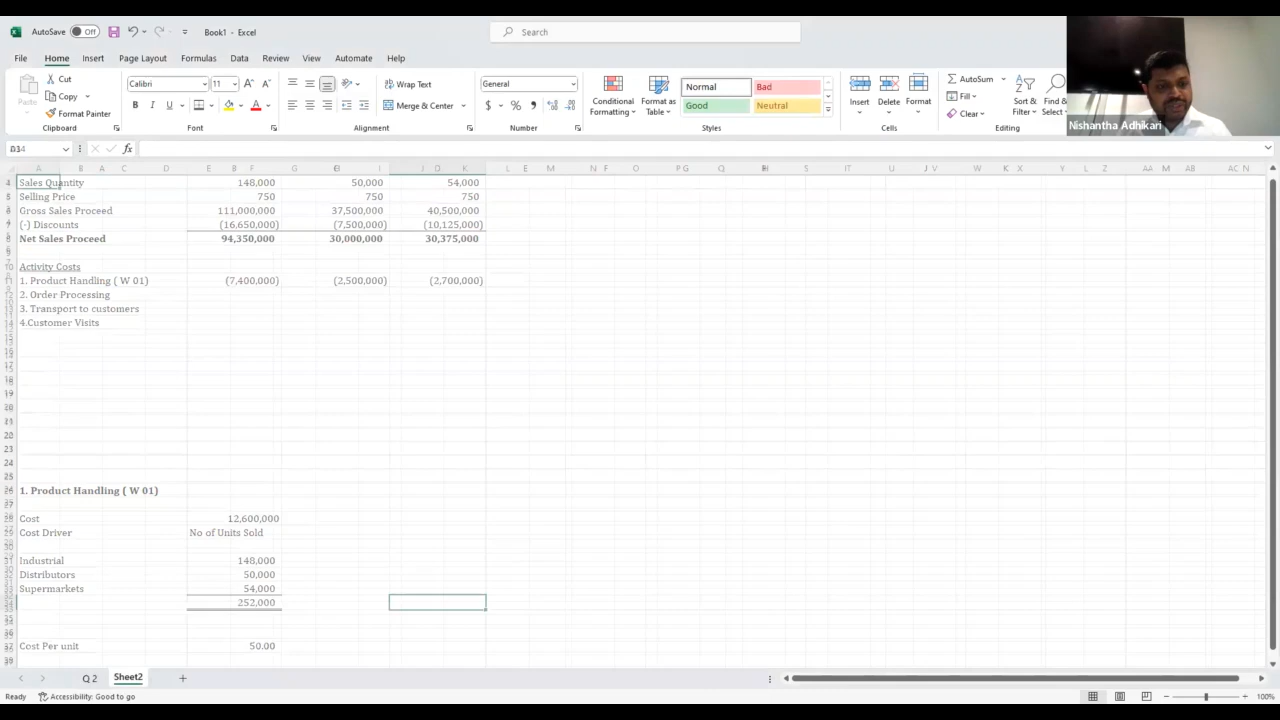 AutoSave Off Book1 - Excel Search
File Home Insert Page Layout Formulas Data Review View Automate Help
Paste Cut Copy Format Painter Clipboard
Calibri 11 B I U Font
Wrap Text Merge & Center Alignment
General $ % Number
Conditional Formatting Format as Table Normal Bad Good Neutral Styles
Insert Delete Format Cells
AutoSum Fill Clear Sort & Filter Find & Select Editing
Nishantha Adhikari
fx
Sales Quantity 148,000 50,000 54,000
Selling Price 750 750 750
Gross Sales Proceed 111,000,000 37,500,000 40,500,000
(-) Discounts (16,650,000) (7,500,000) (10,125,000)
Net Sales Proceed 94,350,000 30,000,000 30,375,000
Activity Costs
1. Product Handling ( W 01) (7,400,000) (2,500,000) (2,700,000)
2. Order Processing
3. Transport to customers
4.Customer Visits
1. Product Handling ( W 01)
Cost 12,600,000
Cost Driver No of Units Sold
Industrial 148,000
Distributors 50,000
Supermarkets 54,000
252,000
Cost Per unit 50.00
Q 2 Sheet2
Ready Accessibility: Good to go 100%